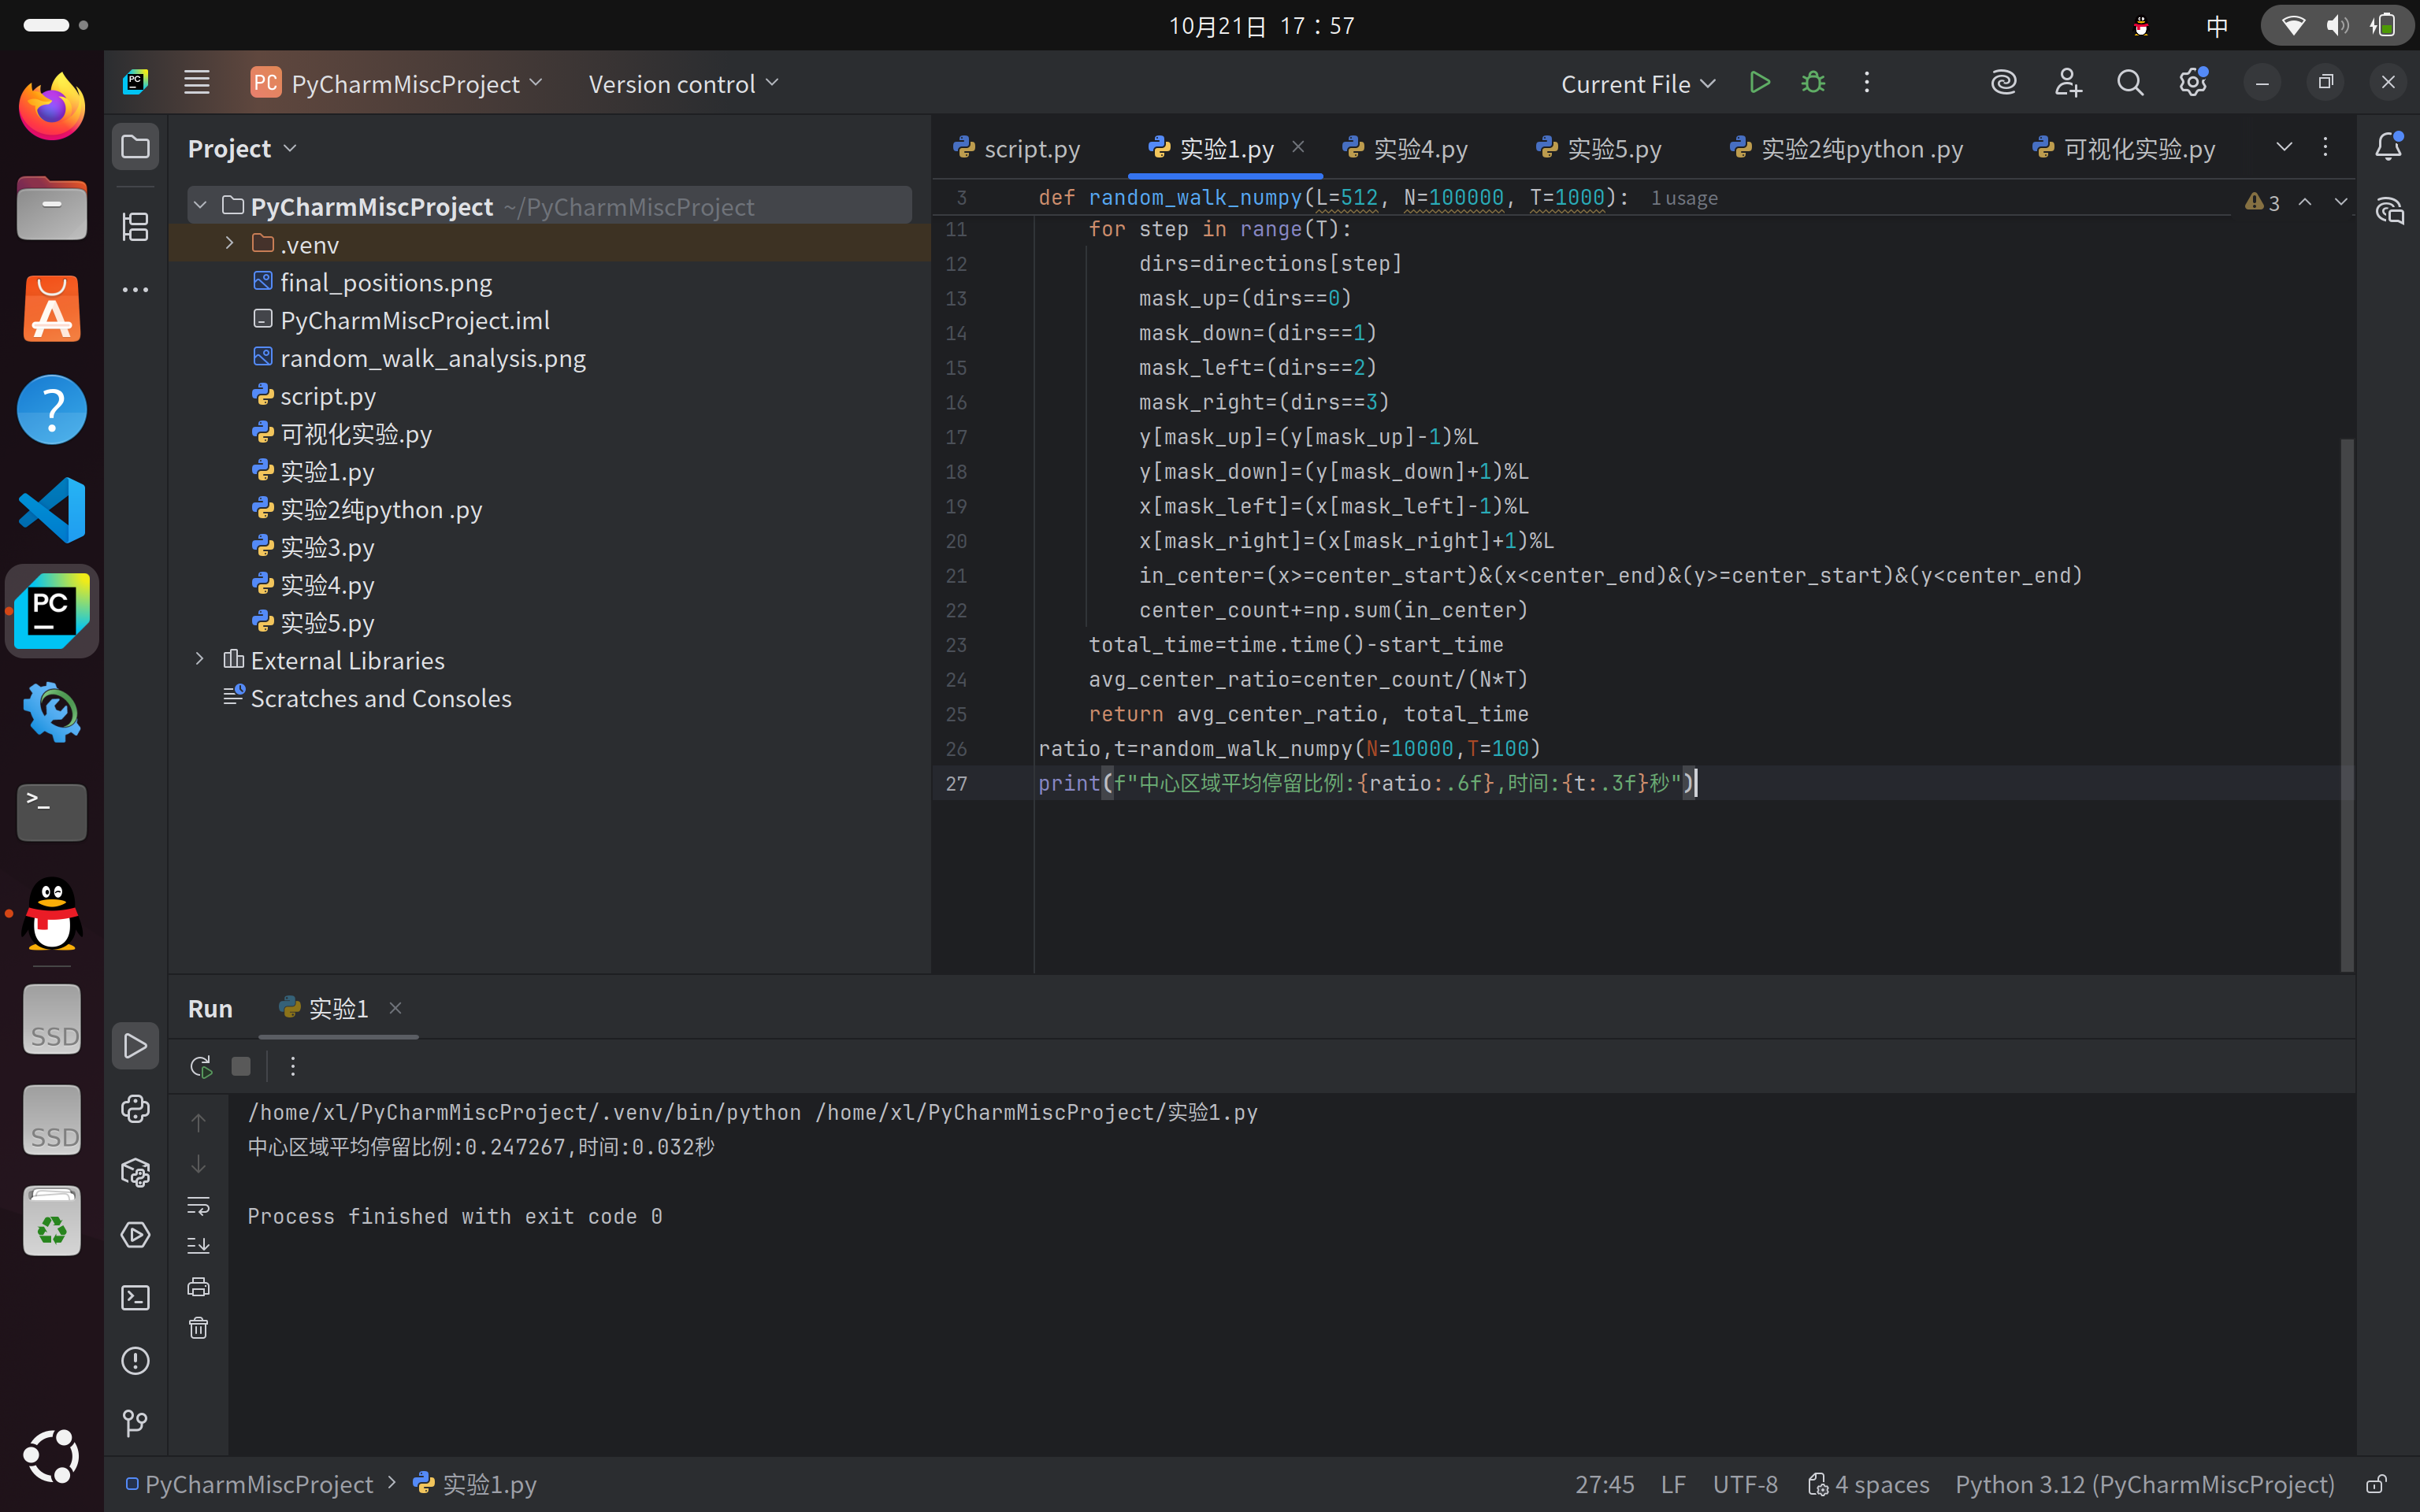 10月21日 17：57
中
PC PyCharmMiscProject
Version control
Current File
Project
script.py
实验1.py
实验4.py
实验5.py
实验2纯python .py
可视化实验.py
PyCharmMiscProject ~/PyCharmMiscProject
.venv
final_positions.png
PyCharmMiscProject.iml
random_walk_analysis.png
script.py
可视化实验.py
实验1.py
实验2纯python .py
实验3.py
实验4.py
实验5.py
External Libraries
Scratches and Consoles
3 def random_walk_numpy(L=512, N=100000, T=1000): 1 usage
3
11 for step in range(T):
12 dirs=directions[step]
13 mask_up=(dirs==0)
14 mask_down=(dirs==1)
15 mask_left=(dirs==2)
16 mask_right=(dirs==3)
17 y[mask_up]=(y[mask_up]-1)%L
18 y[mask_down]=(y[mask_down]+1)%L
19 x[mask_left]=(x[mask_left]-1)%L
20 x[mask_right]=(x[mask_right]+1)%L
21 in_center=(x>=center_start)&(x<center_end)&(y>=center_start)&(y<center_end)
22 center_count+=np.sum(in_center)
23 total_time=time.time()-start_time
24 avg_center_ratio=center_count/(N*T)
25 return avg_center_ratio, total_time
26 ratio,t=random_walk_numpy(N=10000,T=100)
27 print(f"中心区域平均停留比例:{ratio:.6f},时间:{t:.3f}秒")
Run
实验1
/home/xl/PyCharmMiscProject/.venv/bin/python /home/xl/PyCharmMiscProject/实验1.py
中心区域平均停留比例:0.247267,时间:0.032秒
Process finished with exit code 0
PC
SSD
SSD
PyCharmMiscProject > 实验1.py
27:45
LF
UTF-8
4 spaces
Python 3.12 (PyCharmMiscProject)